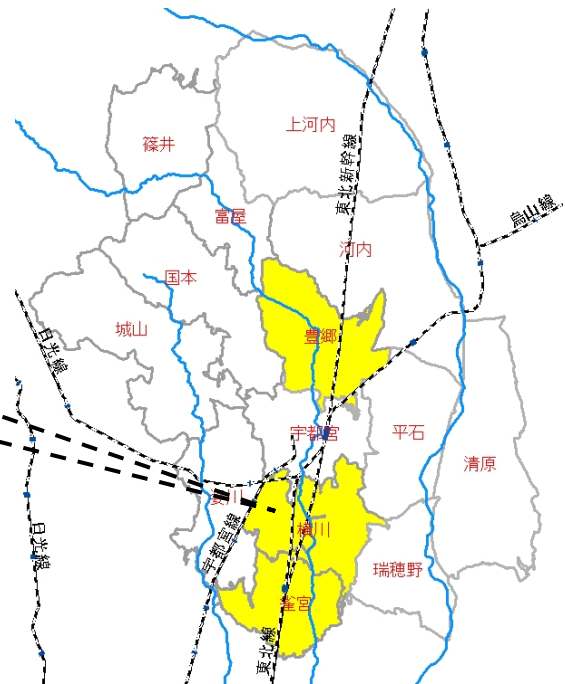 上河内
篠井
東北新幹線
烏山線
富屋
河内
国本
城山
豊郷
日光線
宇都宮
平石
清原
姿川
横川
宇都宮線
日光線
瑞穂野
雀宮
東北線